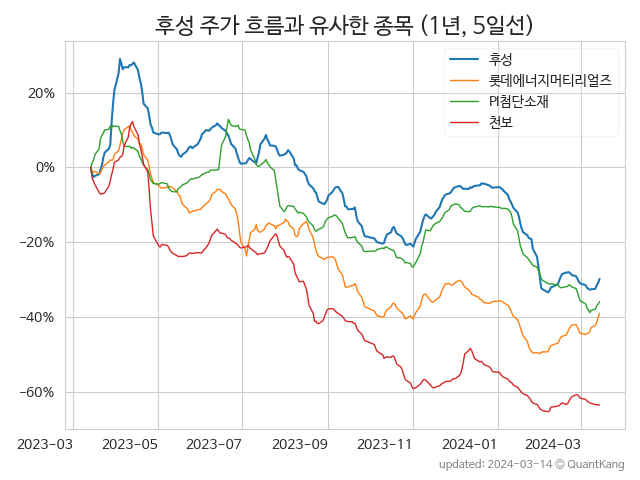 후성 주가 흐름과 유사한 종목 (1년, 5일선)
후성
롯데에너지머티리얼즈
PI첨단소재
천보
20%
0%
−20%
−40%
−60%
2023-03 2023-05 2023-07 2023-09 2023-11 2024-01 2024-03
updated: 2024-03-14 © QuantKang